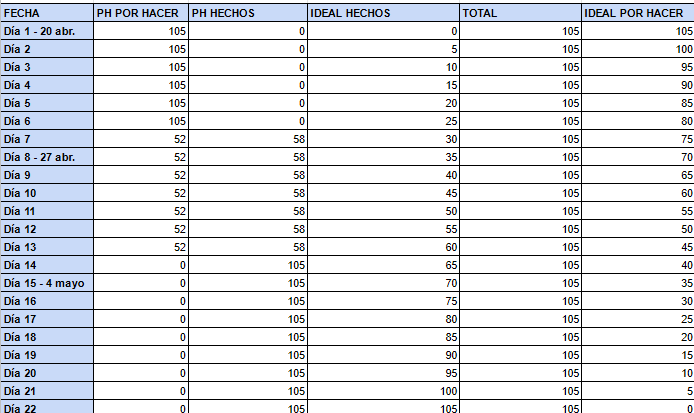 FECHA PH POR HACER PH HECHOS IDEAL HECHOS TOTAL IDEAL POR HACER
Día 1 - 20 abr. 105 0 0 105 105
Día 2 105 0 5 105 100
Día 3 105 0 10 105 95
Día 4 105 0 15 105 90
Día 5 105 0 20 105 85
Día 6 105 0 25 105 80
Día 7 52 58 30 105 75
Día 8 - 27 abr. 52 58 35 105 70
Día 9 52 58 40 105 65
Día 10 52 58 45 105 60
Día 11 52 58 50 105 55
Día 12 52 58 55 105 50
Día 13 52 58 60 105 45
Día 14 0 105 65 105 40
Día 15 - 4 mayo 0 105 70 105 35
Día 16 0 105 75 105 30
Día 17 0 105 80 105 25
Día 18 0 105 85 105 20
Día 19 0 105 90 105 15
Día 20 0 105 95 105 10
Día 21 0 105 100 105 5
Día 22 0 105 105 105 0